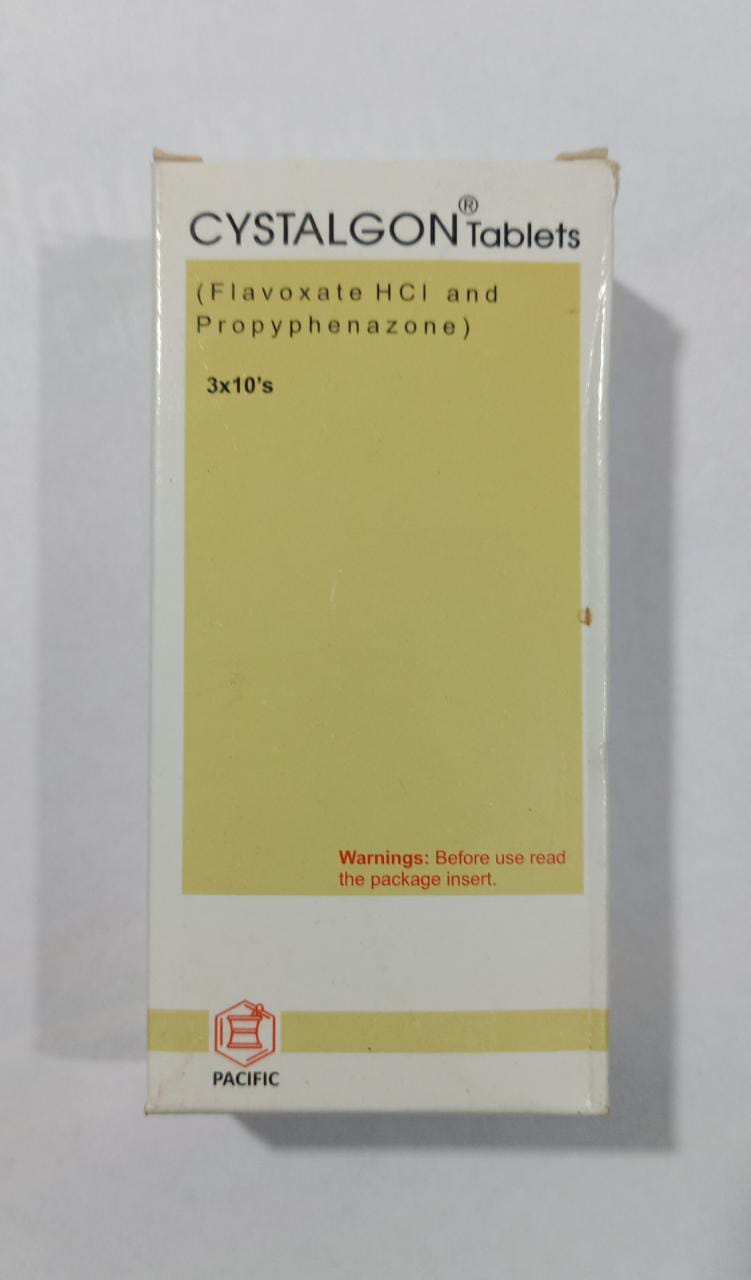 CYSTALGON® Tablets
(Flavoxate HCl and
Propyphenazone)
3x10's
Warnings: Before use read
the package insert.
PACIFIC